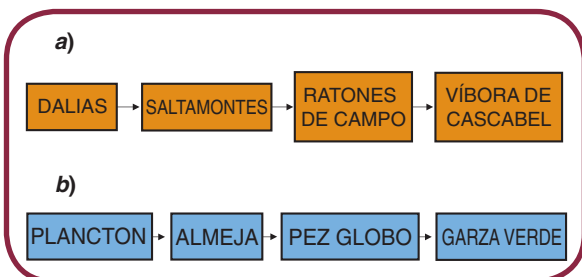 a)
DALIAS
SALTAMONTES
RATONES
DE CAMPO
VÍBORA DE
CASCABEL
b)
PLANCTON
ALMEJA
PEZ GLOBO
GARZA VERDE